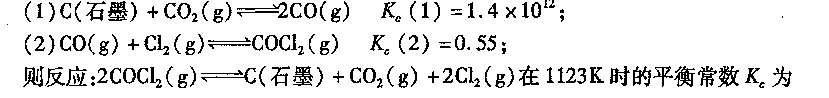 (1)C(石墨)+CO₂(g)⇌2CO(g) K꜀(1)=1.4×10¹²;
(2)CO(g)+Cl₂(g)⇌COCl₂(g) K꜀(2)=0.55;
则反应:2COCl₂(g)⇌C(石墨)+CO₂(g)+2Cl₂(g)在1123K时的平衡常数K꜀为